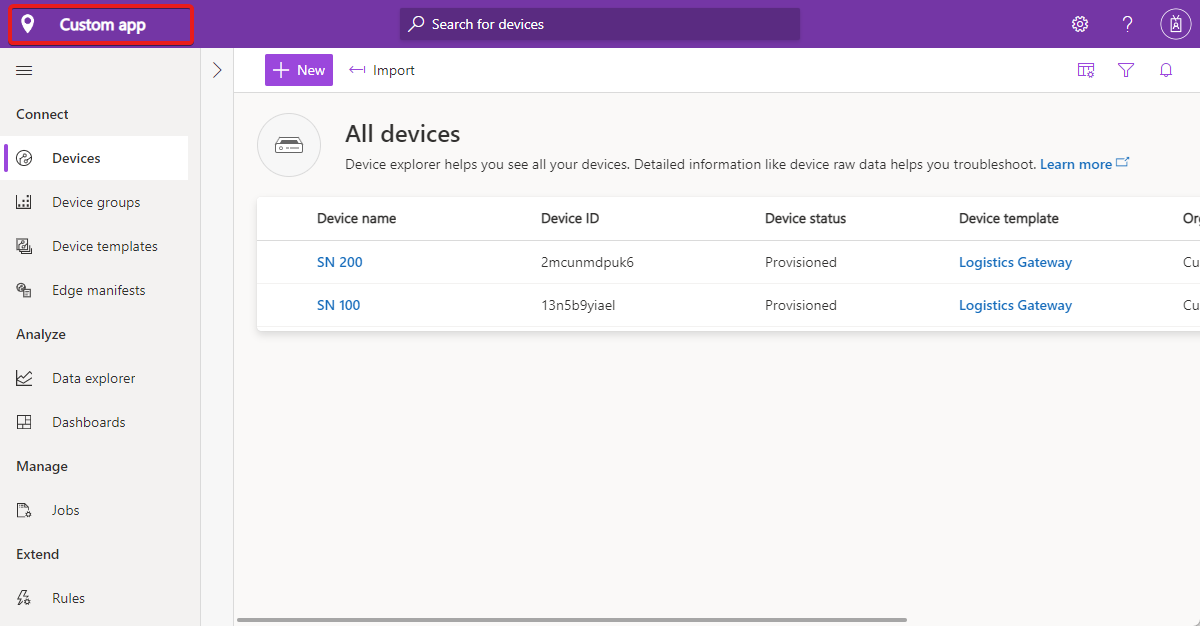 Custom app
Search for devices
?
New
Import
Connect
Devices
Device groups
Device templates
Edge manifests
Analyze
Data explorer
Dashboards
Manage
Jobs
Extend
Rules
All devices
Device explorer helps you see all your devices. Detailed information like device raw data helps you troubleshoot. Learn more
Device name Device ID Device status Device template Or
SN 200 2mcunmdpuk6 Provisioned Logistics Gateway Cu
SN 100 13n5b9yiael Provisioned Logistics Gateway Cu